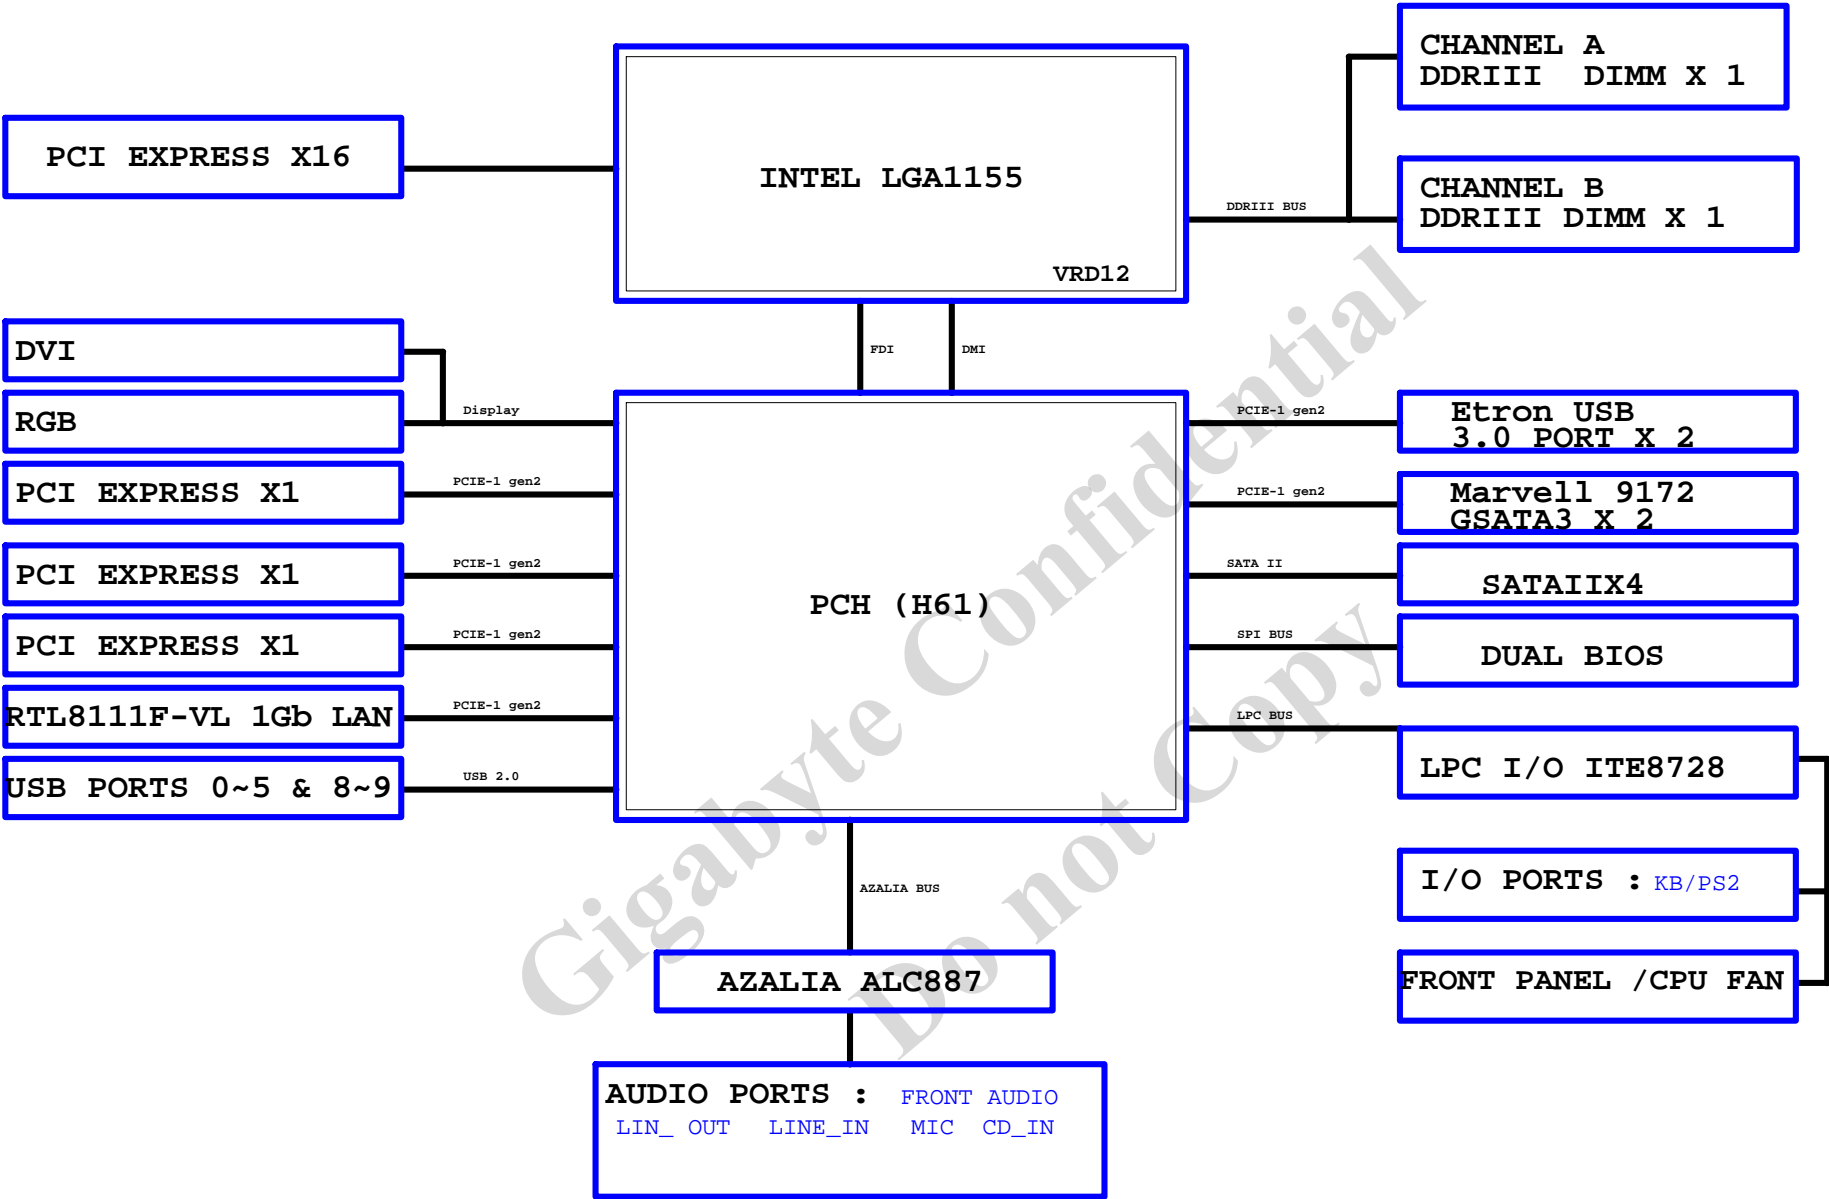 CHANNEL A
DDRIII DIMM X 1
PCI EXPRESS X16
INTEL LGA1155
VRD12
DDRIII BUS
CHANNEL B
DDRIII DIMM X 1
FDI
DMI
DVI
RGB
Display
PCI EXPRESS X1
PCIE-1 gen2
PCI EXPRESS X1
PCIE-1 gen2
PCI EXPRESS X1
PCIE-1 gen2
RTL8111F-VL 1Gb LAN
PCIE-1 gen2
USB PORTS 0~5 & 8~9
USB 2.0
PCH (H61)
PCIE-1 gen2
Etron USB
3.0 PORT X 2
PCIE-1 gen2
Marvell 9172
GSATA3 X 2
SATA II
SATAIIX4
SPI BUS
DUAL BIOS
LPC BUS
LPC I/O ITE8728
I/O PORTS : KB/PS2
FRONT PANEL /CPU FAN
AZALIA BUS
AZALIA ALC887
AUDIO PORTS : FRONT AUDIO
LIN_ OUT LINE_IN MIC CD_IN
Gigabyte Confidential
Do not Copy